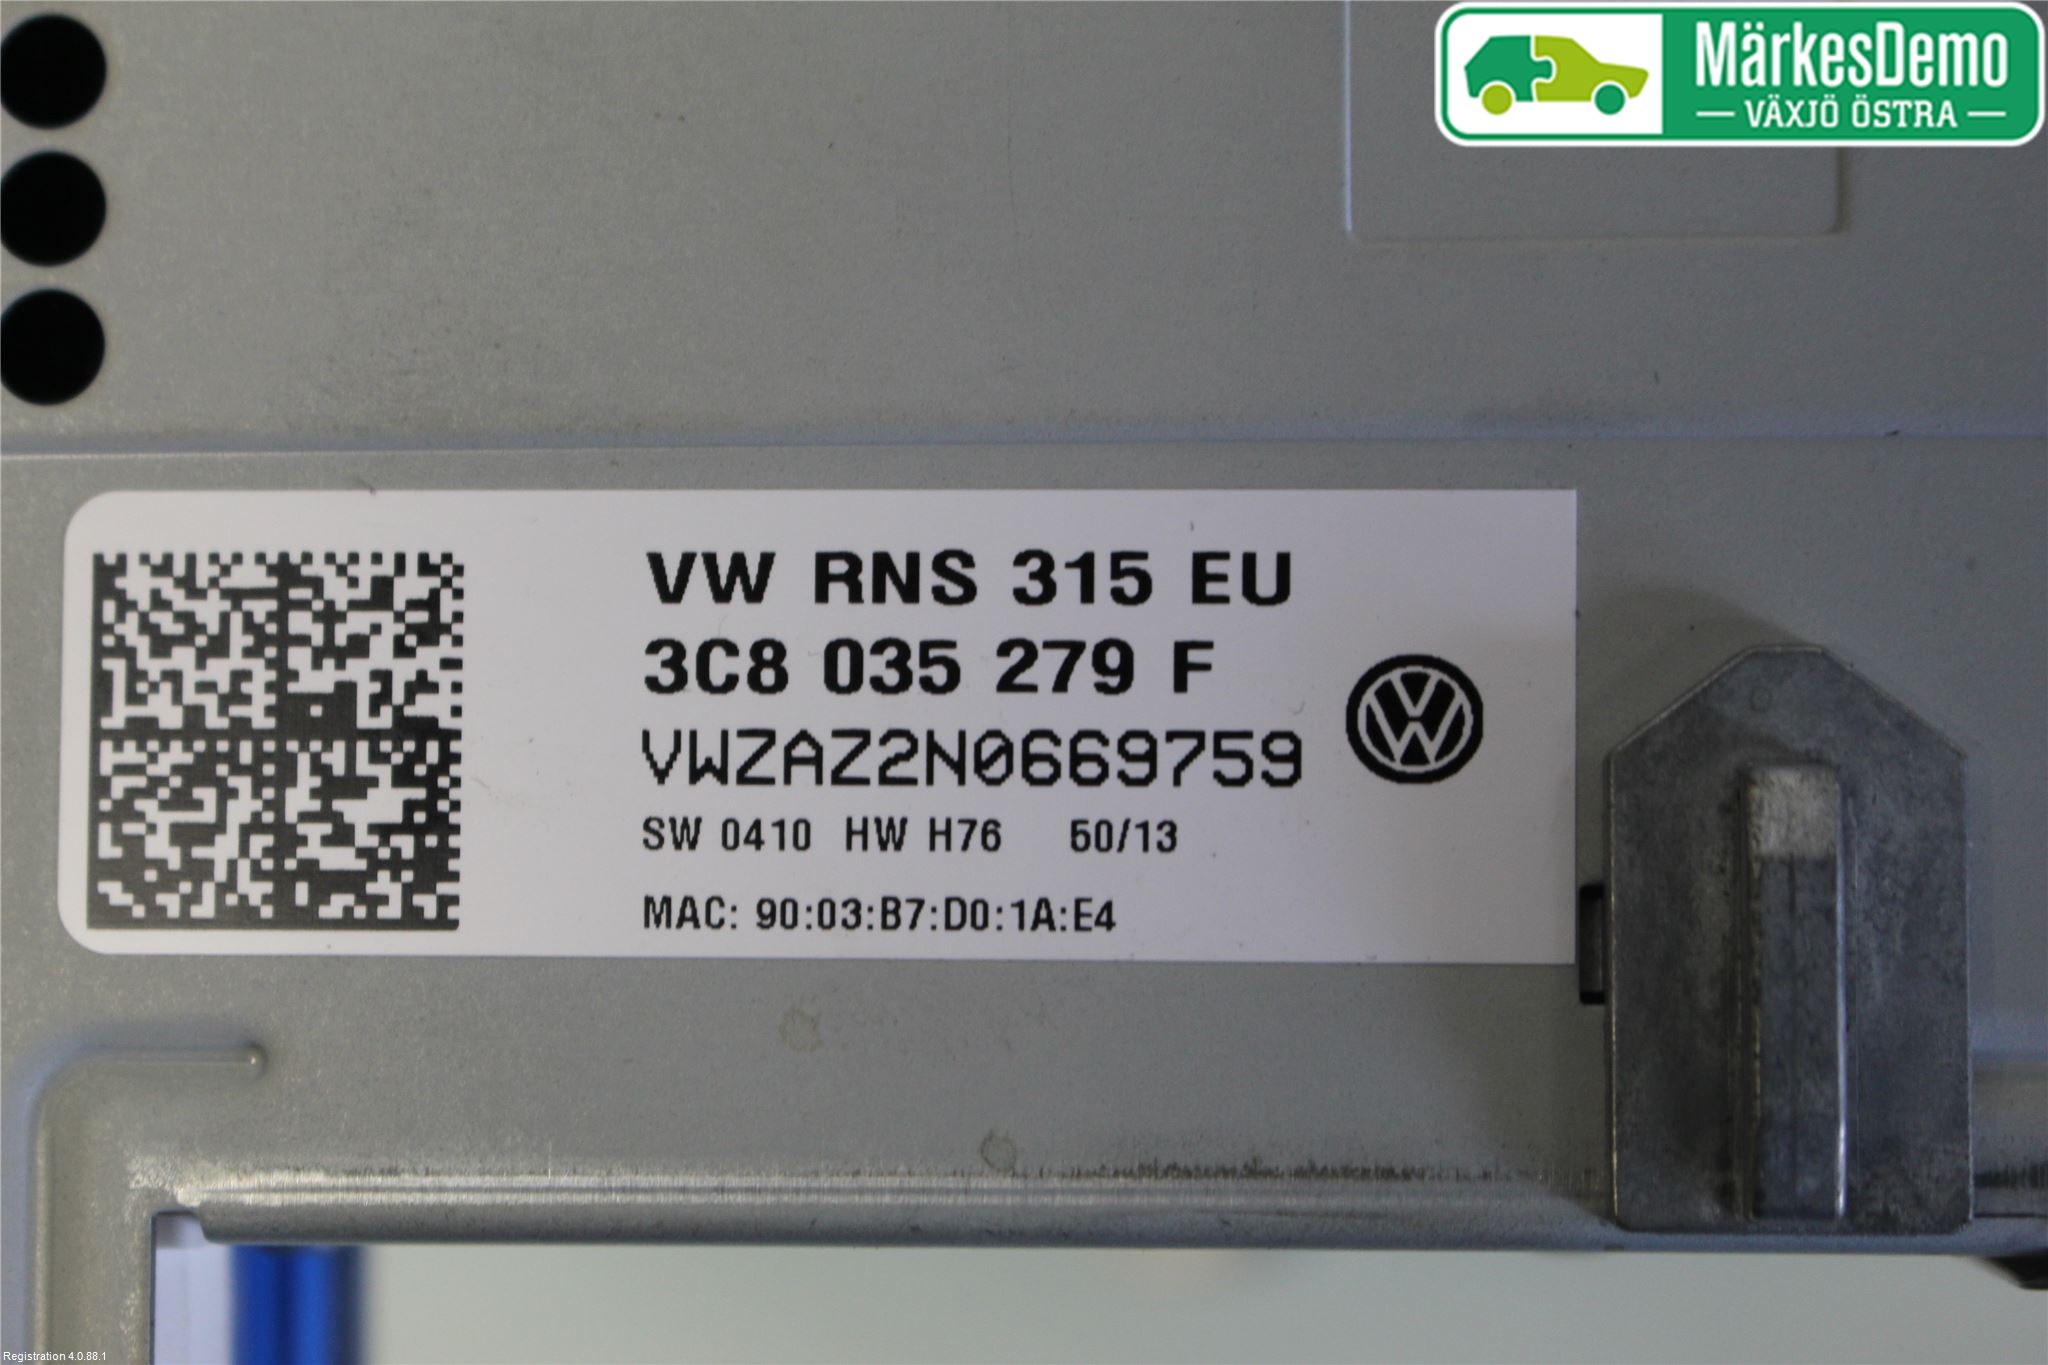 MärkesDemo
VÄXJÖ ÖSTRA
VW RNS 315 EU
3C8 035 279 F
VWZAZ2N0669759
SW 0410 HW H76 50/13
MAC: 90:03:B7:D0:1A:E4
Registration 4.0.88.1